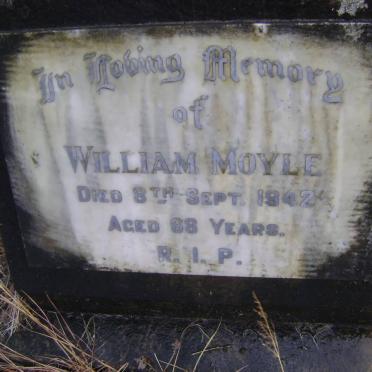 In Loving Memory
of
WILLIAM MOYLE
DIED 8TH SEPT. 1942
AGED 68 YEARS.
R. I. P.